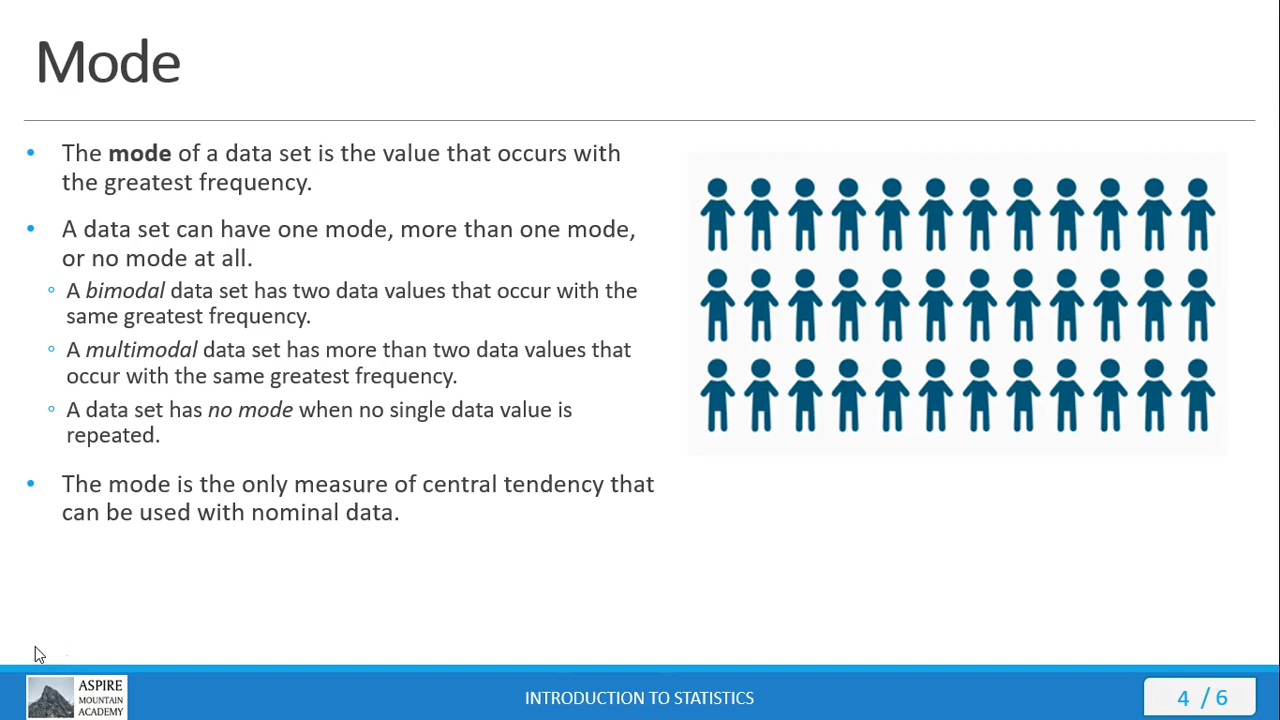 Mode
• The mode of a data set is the value that occurs with
the greatest frequency.
• A data set can have one mode, more than one mode,
or no mode at all.
◦ A bimodal data set has two data values that occur with the
same greatest frequency.
◦ A multimodal data set has more than two data values that
occur with the same greatest frequency.
◦ A data set has no mode when no single data value is
repeated.
• The mode is the only measure of central tendency that
can be used with nominal data.
ASPIRE
MOUNTAIN
ACADEMY
INTRODUCTION TO STATISTICS
4 / 6